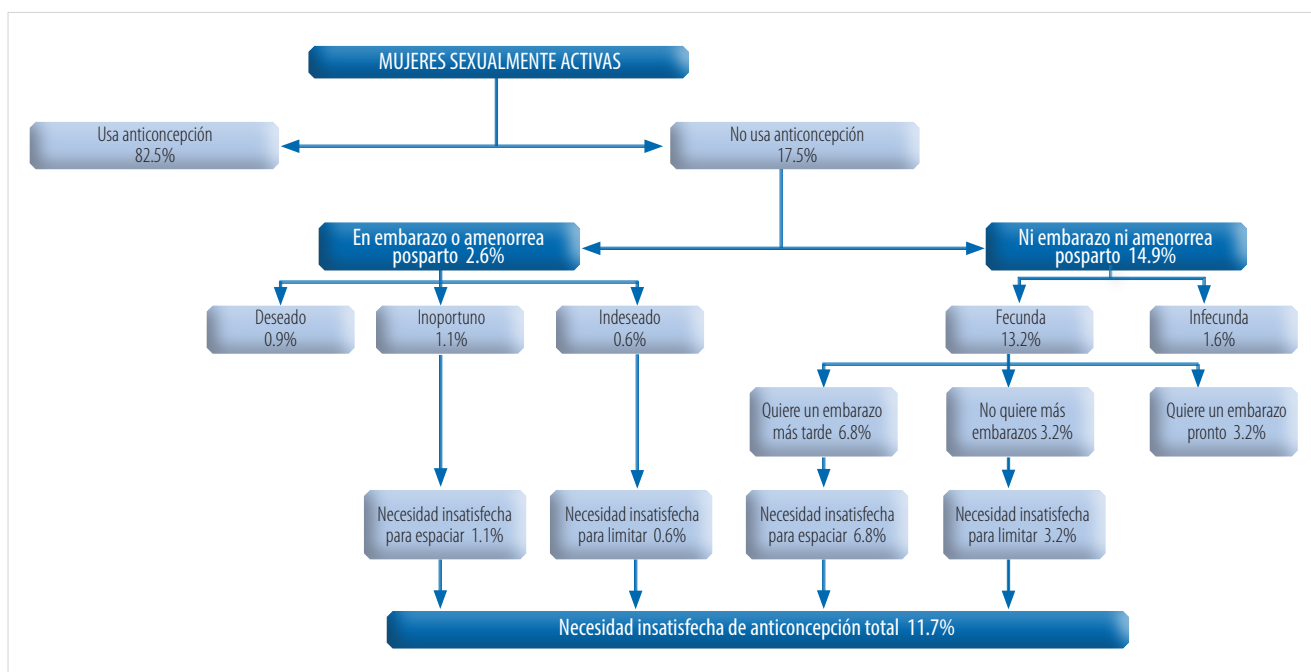 MUJERES SEXUALMENTE ACTIVAS
Usa anticoncepción
82.5%
No usa anticoncepción
17.5%
En embarazo o amenorrea
posparto 2.6%
Ni embarazo ni amenorrea
posparto 14.9%
Deseado
0.9%
Inoportuno
1.1%
Indeseado
0.6%
Fecunda
13.2%
Infecunda
1.6%
Quiere un embarazo
más tarde 6.8%
No quiere más
embarazos 3.2%
Quiere un embarazo
pronto 3.2%
Necesidad insatisfecha
para espaciar 1.1%
Necesidad insatisfecha
para limitar 0.6%
Necesidad insatisfecha
para espaciar 6.8%
Necesidad insatisfecha
para limitar 3.2%
Necesidad insatisfecha de anticoncepción total 11.7%